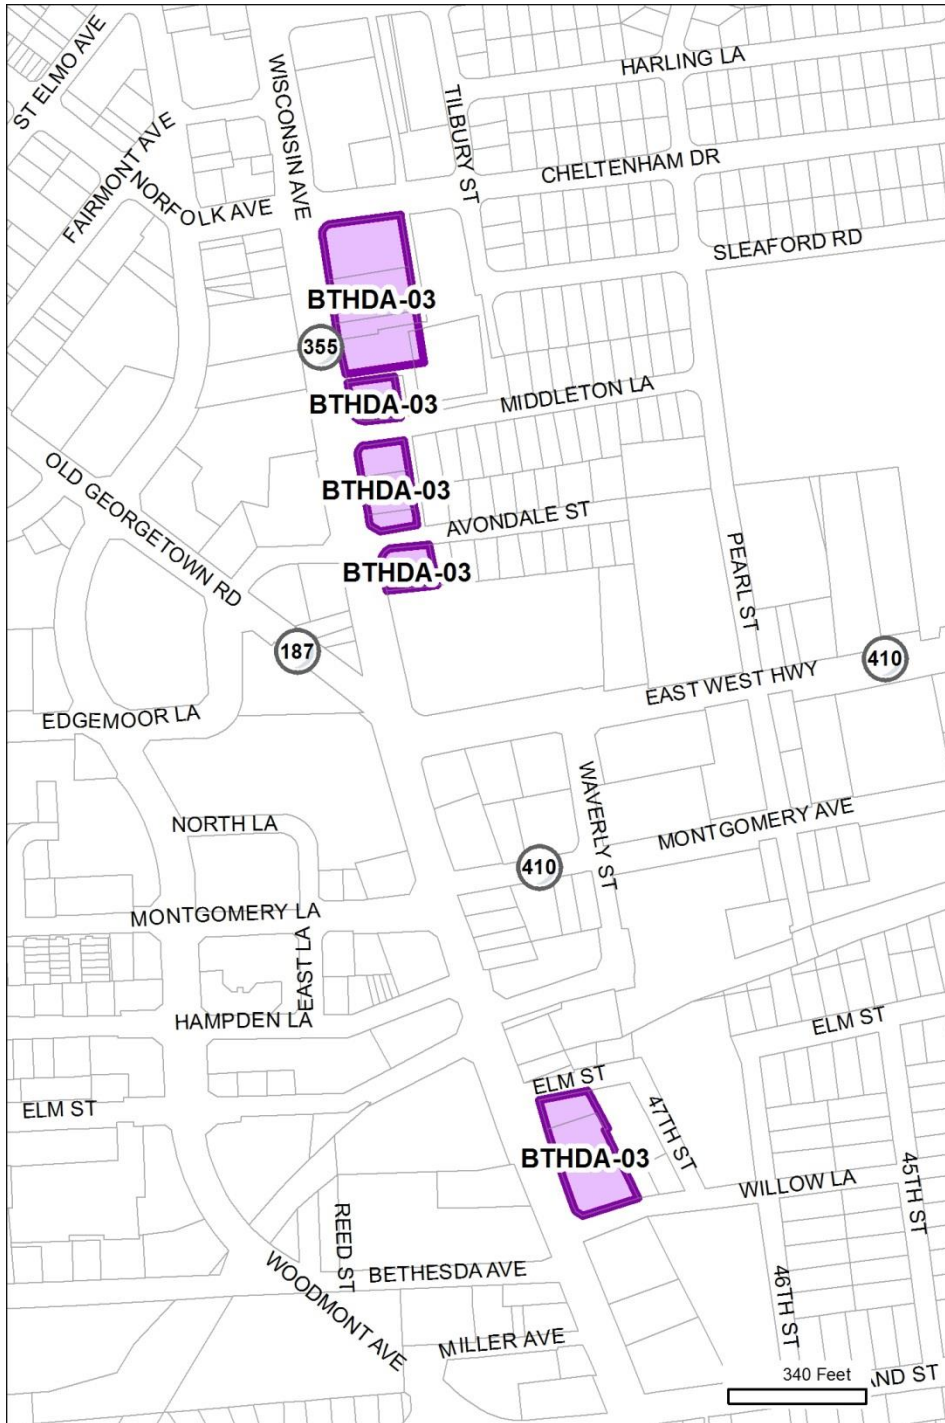 ST ELMO AVE
WISCONSIN AVE
HARLING LA
TILBURY ST
FAIRMONT AVE
CHELTENHAM DR
NORFOLK AVE
SLEAFORD RD
BTHDA-03
355
MIDDLETON LA
BTHDA-03
OLD GEORGETOWN RD
BTHDA-03
AVONDALE ST
BTHDA-03
PEARL ST
187
410
EAST WEST HWY
EDGEMOOR LA
WAVERLY ST
NORTH LA
MONTGOMERY AVE
410
MONTGOMERY LA
EAST LA
HAMPDEN LA
ELM ST
ELM ST
ELM ST
47TH ST
BTHDA-03
WILLOW LA
45TH ST
REED ST
BETHESDA AVE
WOODMONT AVE
46TH ST
MILLER AVE
340 Feet
AND ST